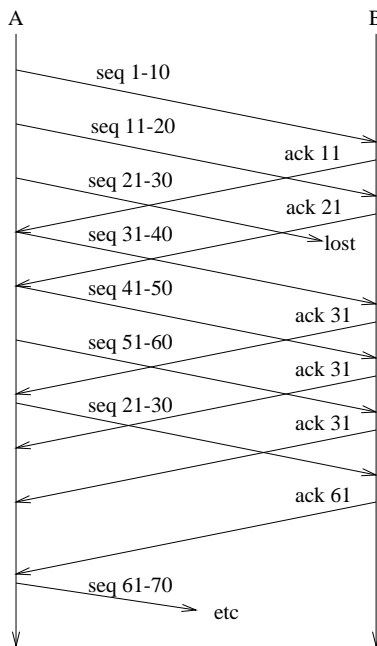 A
B
seq 1-10
seq 11-20
ack 11
seq 21-30
ack 21
seq 31-40
lost
seq 41-50
ack 31
seq 51-60
ack 31
seq 21-30
ack 31
ack 61
seq 61-70
etc